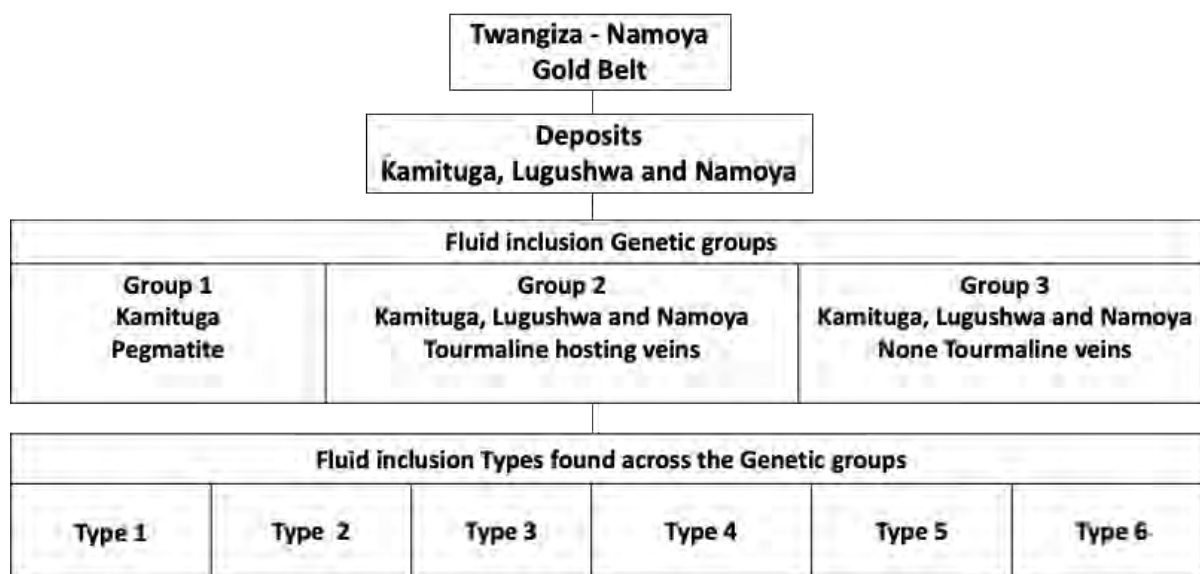 Twangiza - Namoya
Gold Belt
Deposits
Kamituga, Lugushwa and Namoya
Fluid inclusion Genetic groups
Group 1
Kamituga
Pegmatite
Group 2
Kamituga, Lugushwa and Namoya
Tourmaline hosting veins
Group 3
Kamituga, Lugushwa and Namoya
None Tourmaline veins
Fluid inclusion Types found across the Genetic groups
Type 1
Type 2
Type 3
Type 4
Type 5
Type 6